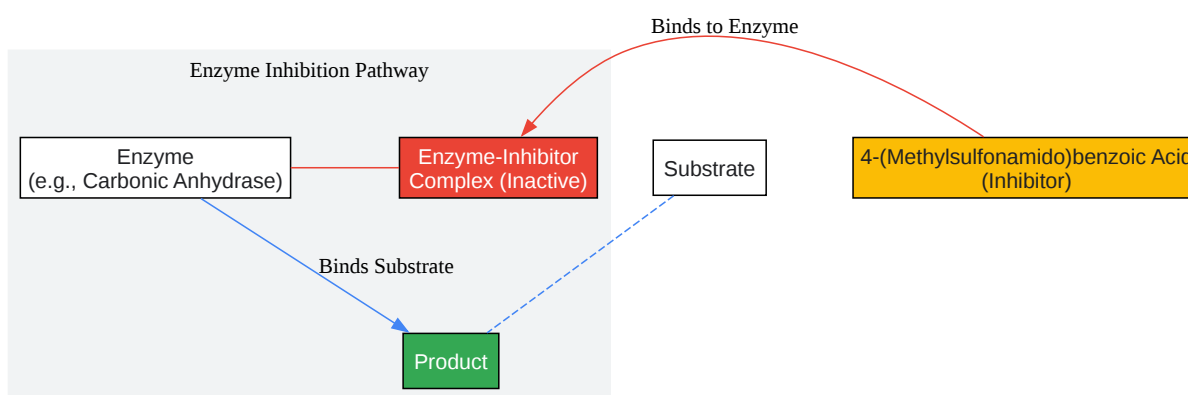 Binds to Enzyme
Enzyme Inhibition Pathway
Enzyme
(e.g., Carbonic Anhydrase)
Enzyme-Inhibitor
Complex (Inactive)
Substrate
4-(Methylsulfonamido)benzoic Acid
(Inhibitor)
Binds Substrate
Product